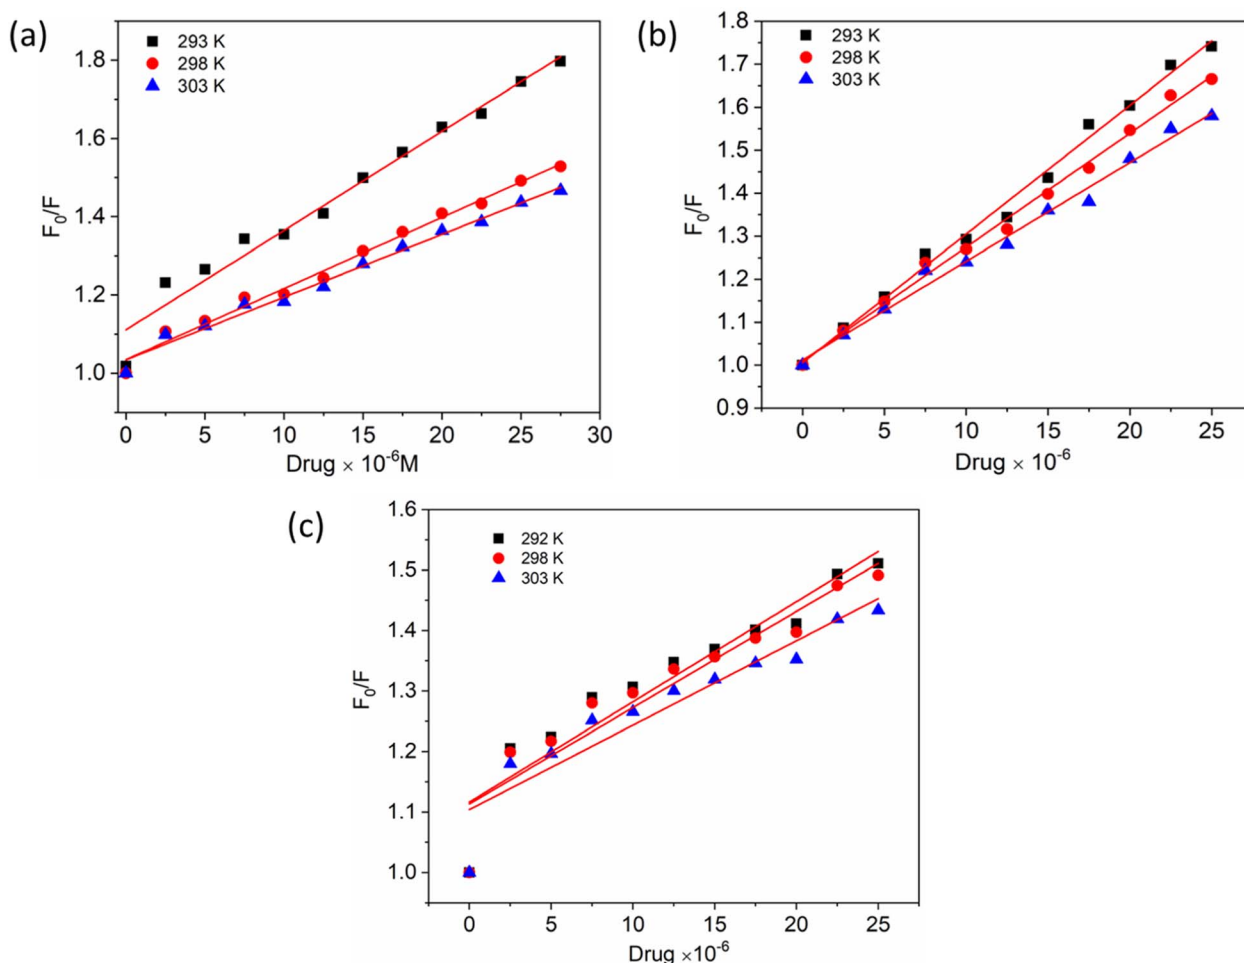 (a)
293 K
298 K
303 K
1.8
1.6
1.4
1.2
1.0
F₀/F
0 5 10 15 20 25 30
Drug × 10⁻⁶M
(b)
293 K
298 K
303 K
1.8
1.7
1.6
1.5
1.4
1.3
1.2
1.1
1.0
0.9
F₀/F
0 5 10 15 20 25
Drug × 10⁻⁶
(c)
292 K
298 K
303 K
1.6
1.5
1.4
1.3
1.2
1.1
1.0
F₀/F
0 5 10 15 20 25
Drug ×10⁻⁶